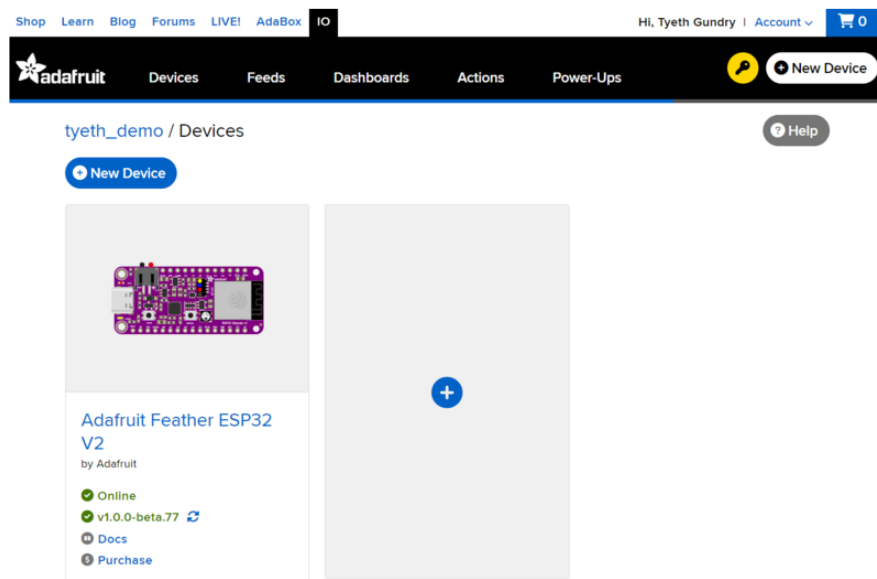 Shop Learn Blog Forums LIVE! AdaBox IO Hi, Tyeth Gundry | Account 0
adafruit Devices Feeds Dashboards Actions Power-Ups New Device
tyeth_demo / Devices ? Help
New Device
Adafruit Feather ESP32
V2
by Adafruit
Online
v1.0.0-beta.77
Docs
$ Purchase